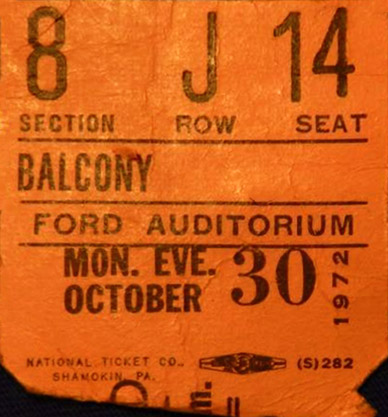 8 J 14
SECTION ROW SEAT
BALCONY
FORD AUDITORIUM
MON. EVE.
OCTOBER 30 1972
NATIONAL TICKET CO. (S)282
SHAMOKIN, PA.